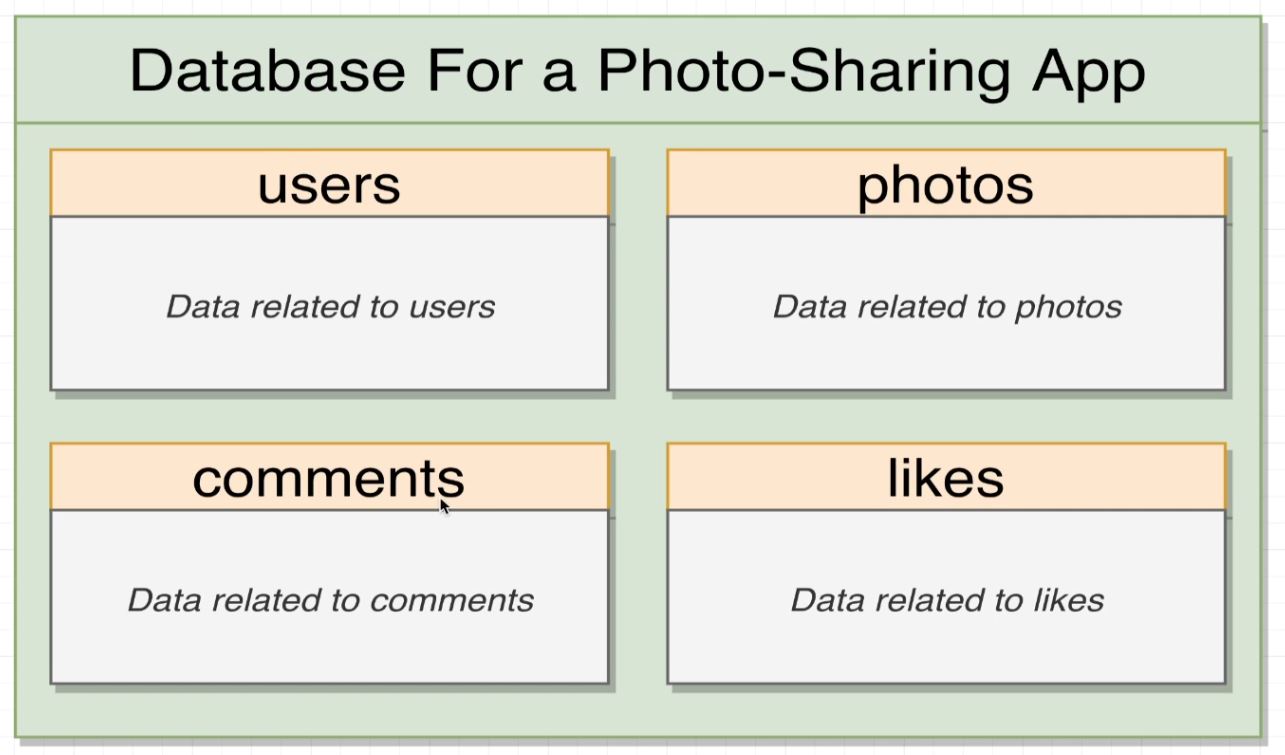 Database For a Photo-Sharing App
users
Data related to users
photos
Data related to photos
comments
Data related to comments
likes
Data related to likes